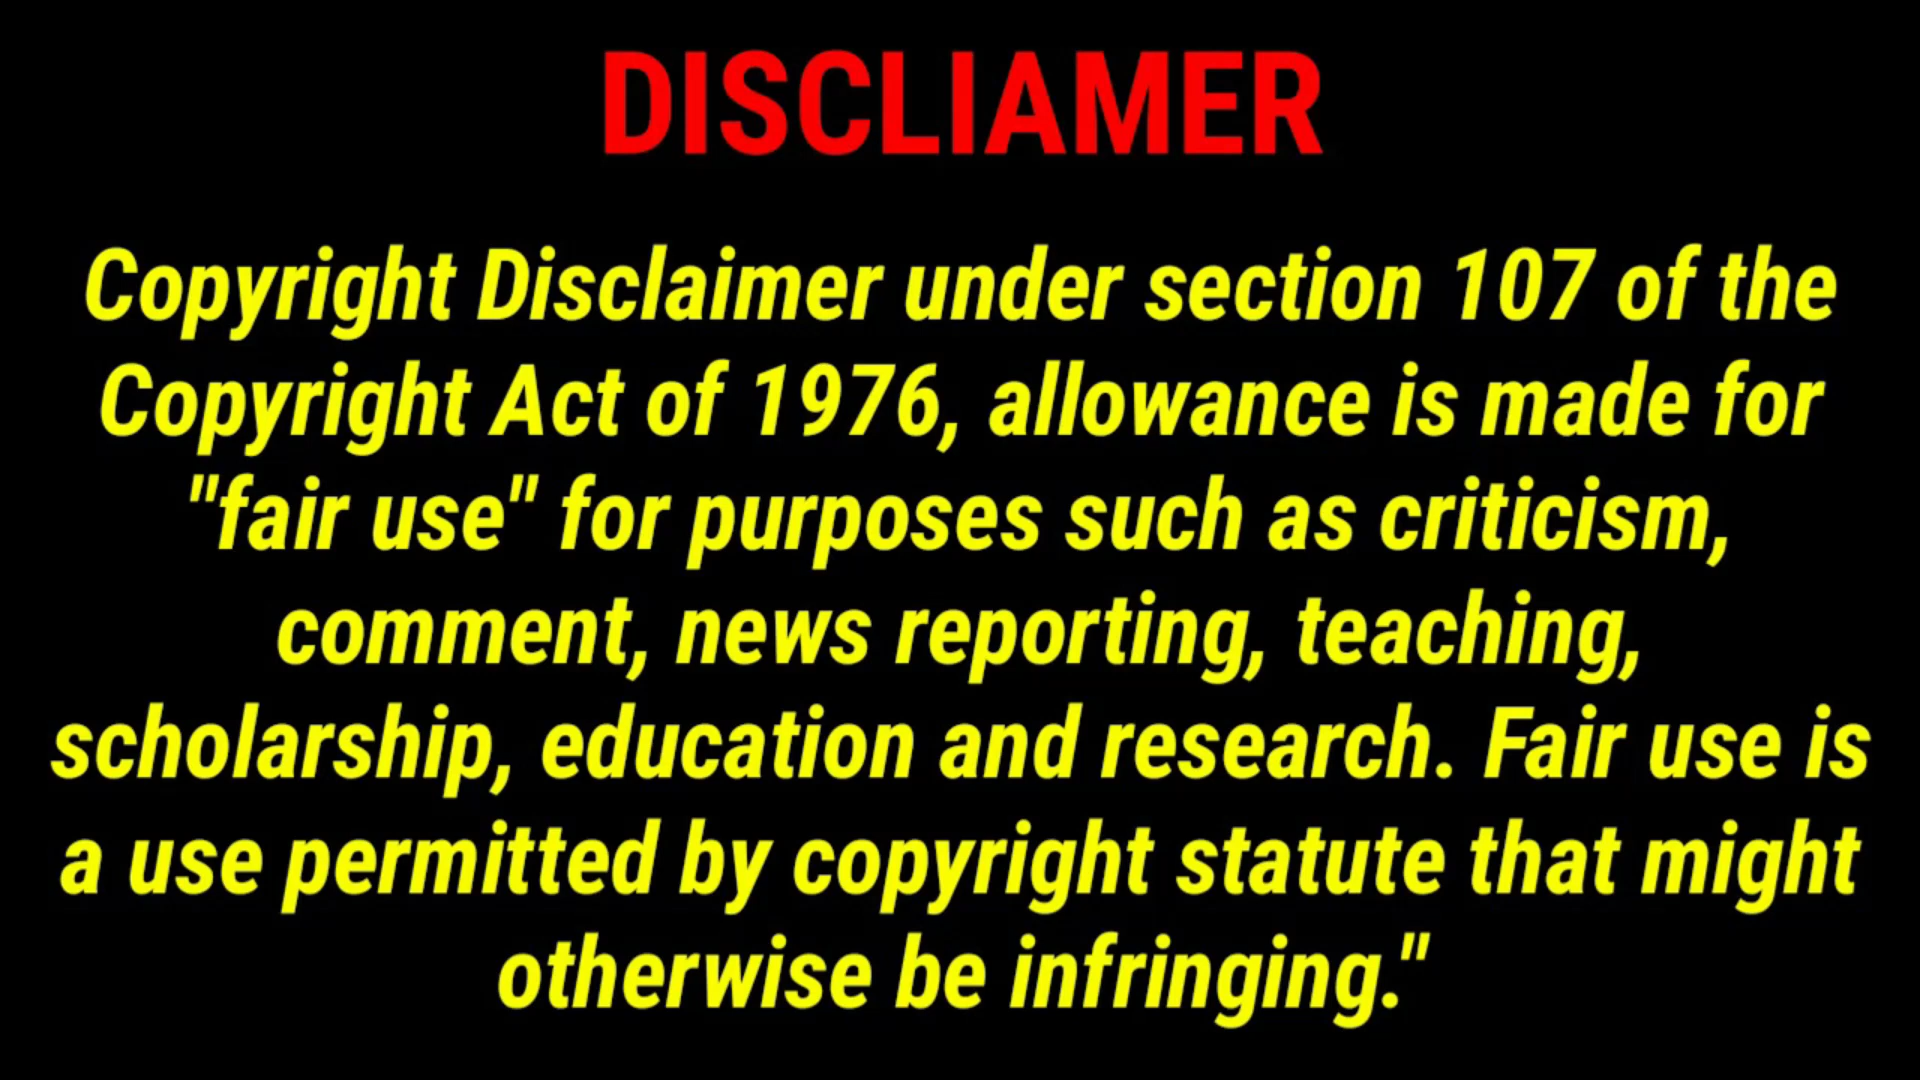 DISCLIAMER
Copyright Disclaimer under section 107 of the
Copyright Act of 1976, allowance is made for
"fair use" for purposes such as criticism,
comment, news reporting, teaching,
scholarship, education and research. Fair use is
a use permitted by copyright statute that might
otherwise be infringing."